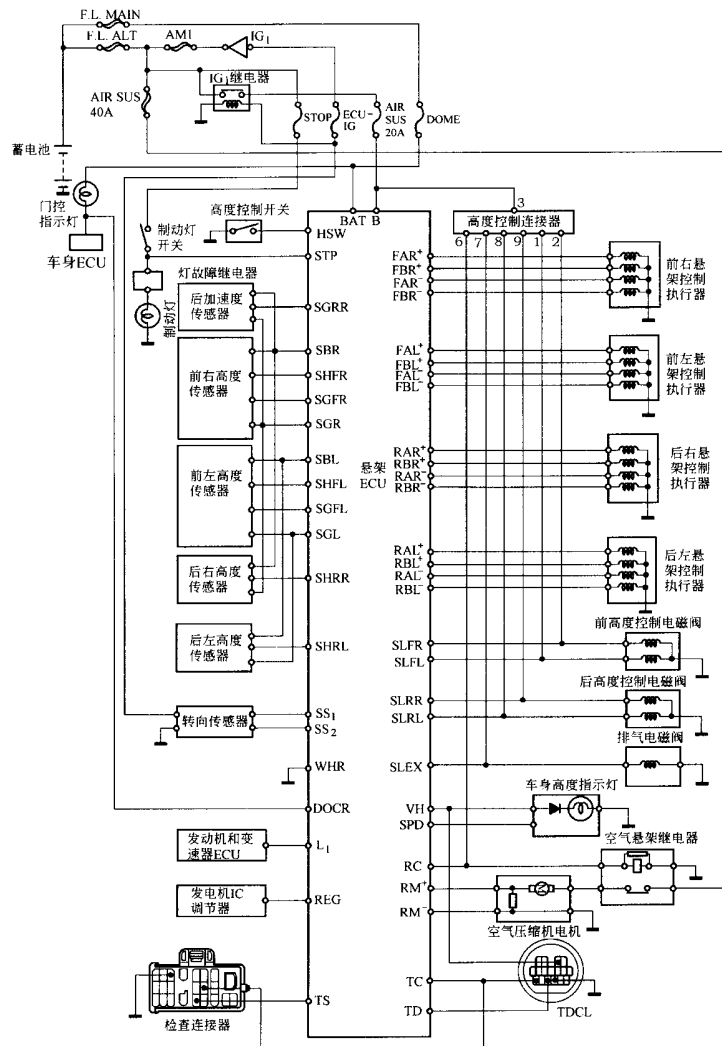 F.L. MAIN
F.L. ALT
AM1
IG1
IG1继电器
AIR SUS
40A
STOP
ECU-
IG
AIR
SUS
20A
DOME
蓄电池
门控
指示灯
车身ECU
制动灯
开关
高度控制开关
灯故障继电器
制动灯
BAT B
3
高度控制连接器
6 7 8 9 1 2
HSW
STP
后加速度
传感器
SGRR
前右高度
传感器
SBR
SHFR
SGFR
SGR
前左高度
传感器
SBL
SHFL
SGFL
SGL
后右高度
传感器
SHRR
后左高度
传感器
SHRL
转向传感器
SS1
SS2
WHR
DOCR
发动机和变
速器ECU
L1
发电机IC
调节器
REG
TS
检查连接器
悬架
ECU
FAR+
FBR+
FAR-
FBR-
前右悬
架控制
执行器
FAL+
FBL+
FAL-
FBL-
前左悬
架控制
执行器
RAR+
RBR+
RAR-
RBR-
后右悬
架控制
执行器
RAL+
RBL+
RAL-
RBL-
后左悬
架控制
执行器
前高度控制电磁阀
SLFR
SLFL
后高度控制电磁阀
SLRR
SLRL
排气电磁阀
SLEX
车身高度指示灯
VH
SPD
空气悬架继电器
RC
RM+
RM-
空气压缩机电机
TC
TD
TDCL